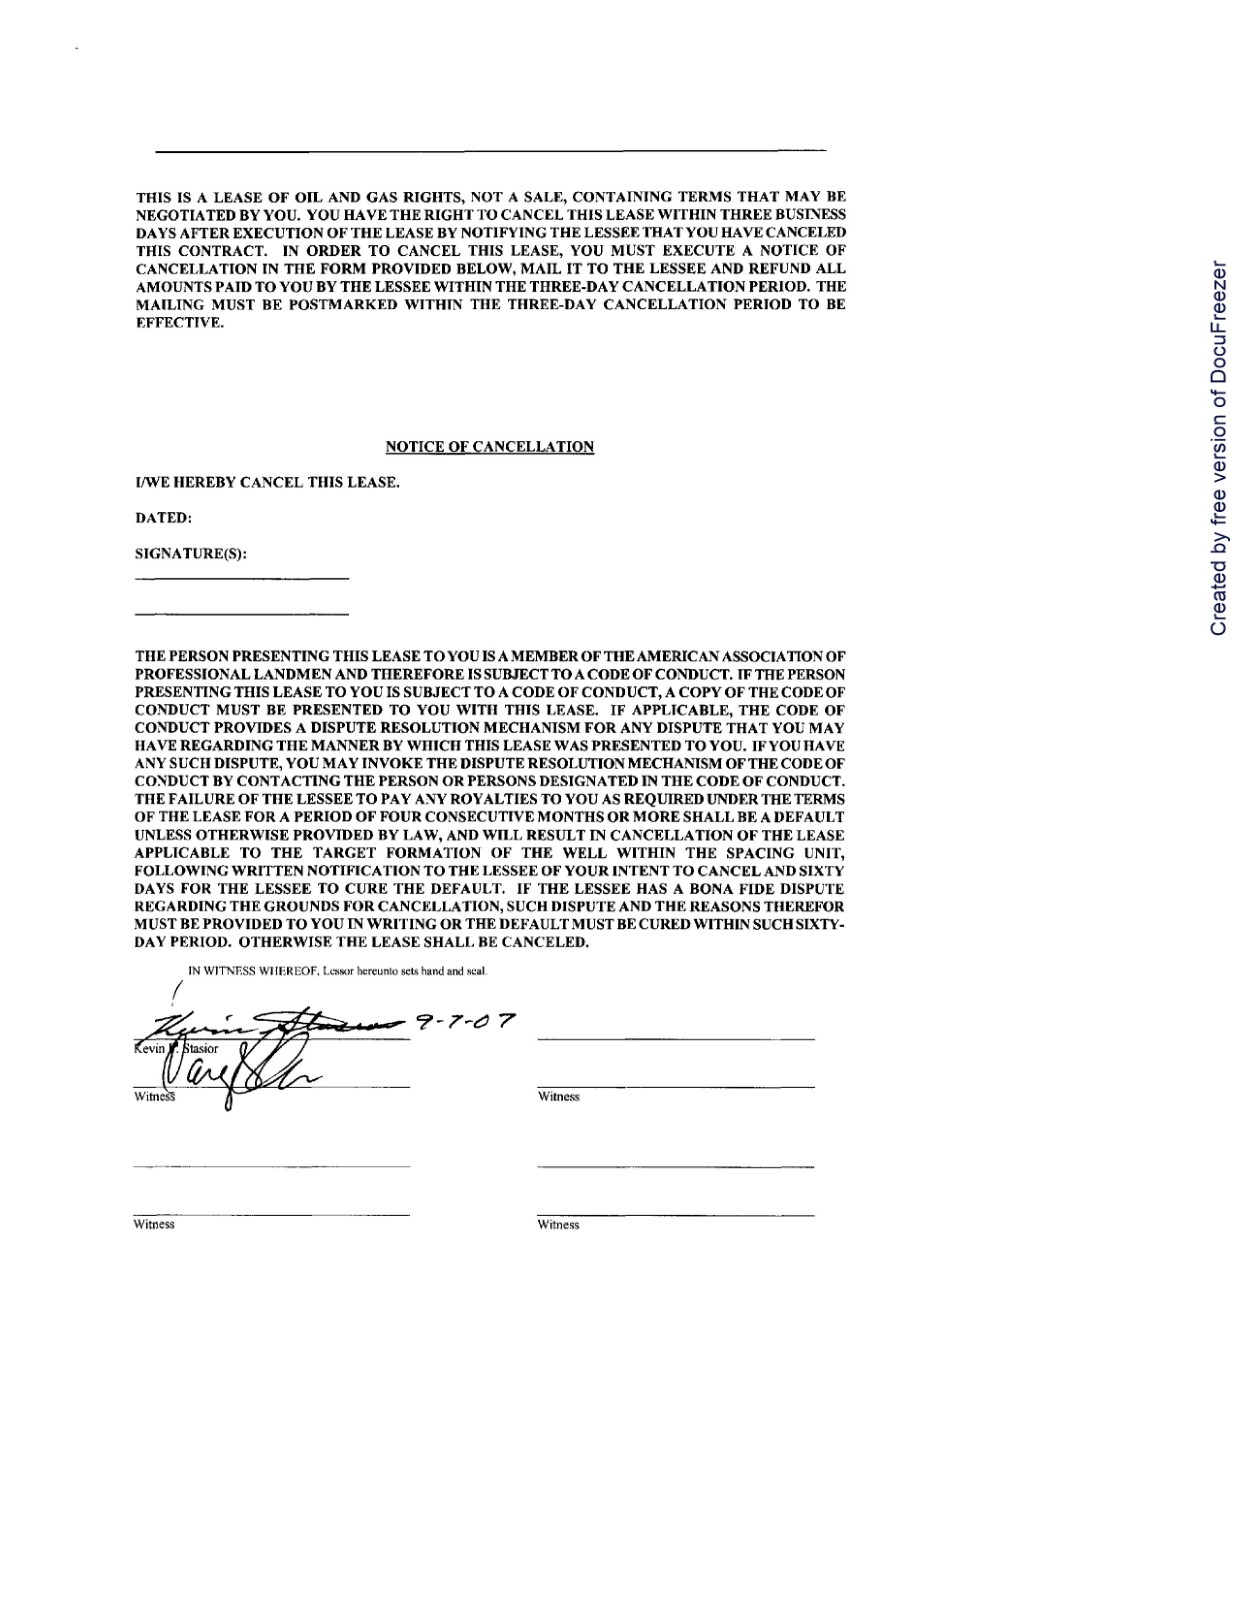 THIS IS A LEASE OF OIL AND GAS RIGHTS, NOT A SALE, CONTAINING TERMS THAT MAY BE
NEGOTIATED BY YOU. YOU HAVE THE RIGHT TO CANCEL THIS LEASE WITHIN THREE BUSINESS
DAYS AFTER EXECUTION OF THE LEASE BY NOTIFYING THE LESSEE THAT YOU HAVE CANCELED
THIS CONTRACT. IN ORDER TO CANCEL THIS LEASE, YOU MUST EXECUTE A NOTICE OF
CANCELLATION IN THE FORM PROVIDED BELOW, MAIL IT TO THE LESSEE AND REFUND ALL
AMOUNTS PAID TO YOU BY THE LESSEE WITHIN THE THREE-DAY CANCELLATION PERIOD. THE
MAILING MUST BE POSTMARKED WITHIN THE THREE-DAY CANCELLATION PERIOD TO BE
EFFECTIVE.
NOTICE OF CANCELLATION
I/WE HEREBY CANCEL THIS LEASE.
DATED:
SIGNATURE(S):
THE PERSON PRESENTING THIS LEASE TO YOU IS A MEMBER OF THE AMERICAN ASSOCIATION OF
PROFESSIONAL LANDMEN AND THEREFORE IS SUBJECT TO A CODE OF CONDUCT. IF THE PERSON
PRESENTING THIS LEASE TO YOU IS SUBJECT TO A CODE OF CONDUCT, A COPY OF THE CODE OF
CONDUCT MUST BE PRESENTED TO YOU WITH THIS LEASE. IF APPLICABLE, THE CODE OF
CONDUCT PROVIDES A DISPUTE RESOLUTION MECHANISM FOR ANY DISPUTE THAT YOU MAY
HAVE REGARDING THE MANNER BY WHICH THIS LEASE WAS PRESENTED TO YOU. IF YOU HAVE
ANY SUCH DISPUTE, YOU MAY INVOKE THE DISPUTE RESOLUTION MECHANISM OF THE CODE OF
CONDUCT BY CONTACTING THE PERSON OR PERSONS DESIGNATED IN THE CODE OF CONDUCT.
THE FAILURE OF THE LESSEE TO PAY ANY ROYALTIES TO YOU AS REQUIRED UNDER THE TERMS
OF THE LEASE FOR A PERIOD OF FOUR CONSECUTIVE MONTHS OR MORE SHALL BE A DEFAULT
UNLESS OTHERWISE PROVIDED BY LAW, AND WILL RESULT IN CANCELLATION OF THE LEASE
APPLICABLE TO THE TARGET FORMATION OF THE WELL WITHIN THE SPACING UNIT,
FOLLOWING WRITTEN NOTIFICATION TO THE LESSEE OF YOUR INTENT TO CANCEL AND SIXTY
DAYS FOR THE LESSEE TO CURE THE DEFAULT. IF THE LESSEE HAS A BONA FIDE DISPUTE
REGARDING THE GROUNDS FOR CANCELLATION, SUCH DISPUTE AND THE REASONS THEREFOR
MUST BE PROVIDED TO YOU IN WRITING OR THE DEFAULT MUST BE CURED WITHIN SUCH SIXTY-
DAY PERIOD. OTHERWISE THE LEASE SHALL BE CANCELED.
IN WITNESS WHEREOF, Lessor hereunto sets hand and seal.
Kevin Stasior 9-7-07
Kevin Stasior
Witness
Witness
Witness
Witness
Created by free version of DocuFreezer